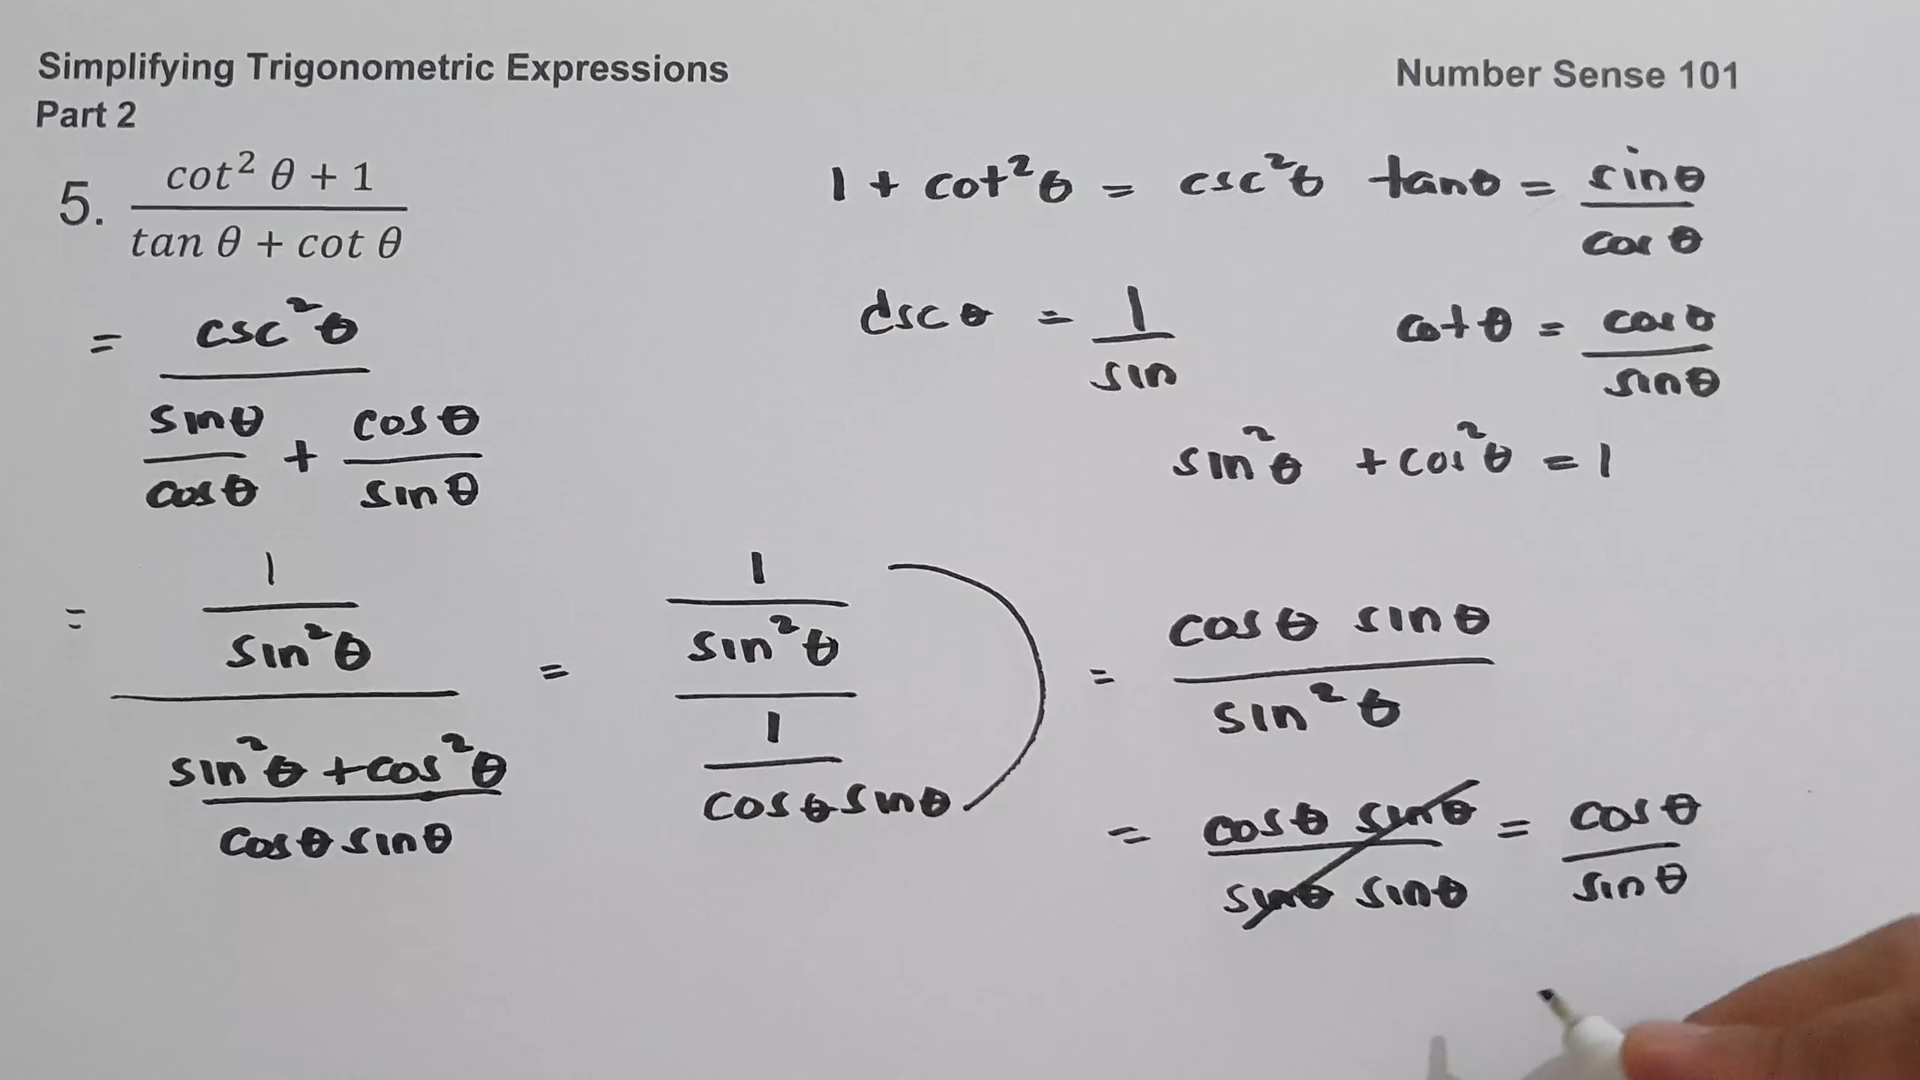 Simplifying Trigonometric Expressions
Part 2
Number Sense 101
5. (cot² θ + 1) / (tan θ + cot θ)
1 + cot²θ = csc²θ
tanθ = sinθ / cosθ
cscθ = 1 / sin
cotθ = cosθ / sinθ
sin²θ + cos²θ = 1
= csc²θ / (sinθ / cosθ + cosθ / sinθ)
= (1 / sin²θ) / ((sin²θ + cos²θ) / (cosθ sinθ)) = (1 / sin²θ) / (1 / (cosθ sinθ)) = (cosθ sinθ) / sin²θ
= (cosθ sinθ) / (sinθ sinθ) = cosθ / sinθ